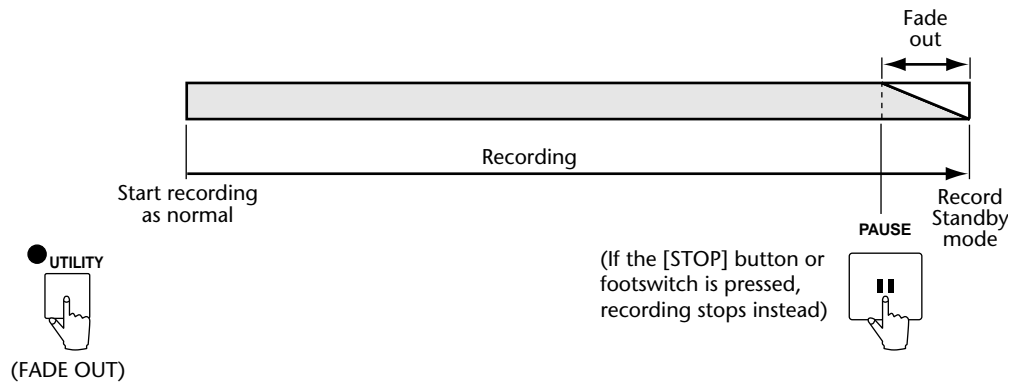 Fade
out
Recording
Start recording
as normal
Record
Standby
mode
PAUSE
UTILITY
(If the [STOP] button or
footswitch is pressed,
recording stops instead)
(FADE OUT)